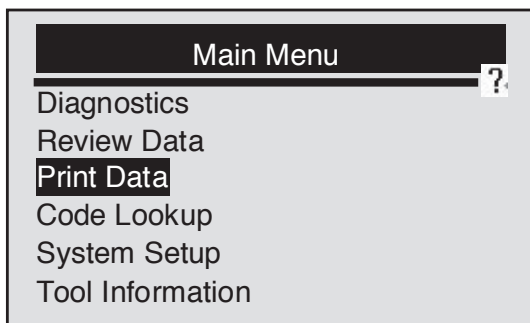 Main Menu
?
Diagnostics
Review Data
Print Data
Code Lookup
System Setup
Tool Information